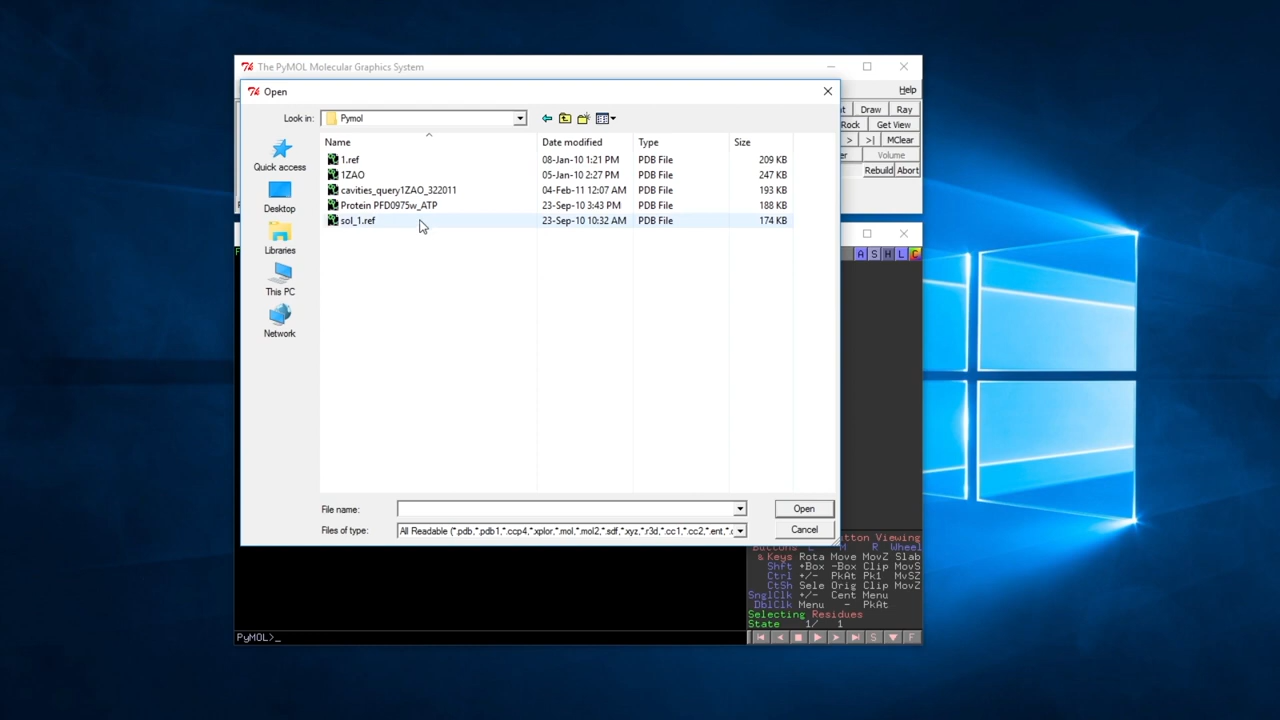 The PyMOL Molecular Graphics System
Open
Help
Look in: Pymol
Draw Ray
Rock Get View
> >| MClear
Volume
Rebuild Abort
Name Date modified Type Size
1.ref 08-Jan-10 1:21 PM PDB File 209 KB
1ZAO 05-Jan-10 2:27 PM PDB File 247 KB
cavities_query1ZAO_322011 04-Feb-11 12:07 AM PDB File 193 KB
Protein PFD0975w_ATP 23-Sep-10 3:43 PM PDB File 188 KB
sol_1.ref 23-Sep-10 10:32 AM PDB File 174 KB
Quick access
Desktop
Libraries
This PC
Network
A S H L C
File name: Open
Files of type: All Readable (*.pdb,*.pdb1,*.ccp4,*.xplor,*.mol,*.mol2,*.sdf,*.xyz,*.r3d,*.cc1,*.cc2,*.ent,* Cancel
utton Viewing
Buttons L M R Wheel
& Keys Rota Move MovZ Slab
Shft +Box -Box Clip MovS
Ctrl +/- PkAt Pk1 MvSZ
CtSh Sele Orig Clip MovZ
SnglClk +/- Cent Menu
DblClk Menu - PkAt
Selecting Residues
State 1/ 1
PyMOL>_
S F